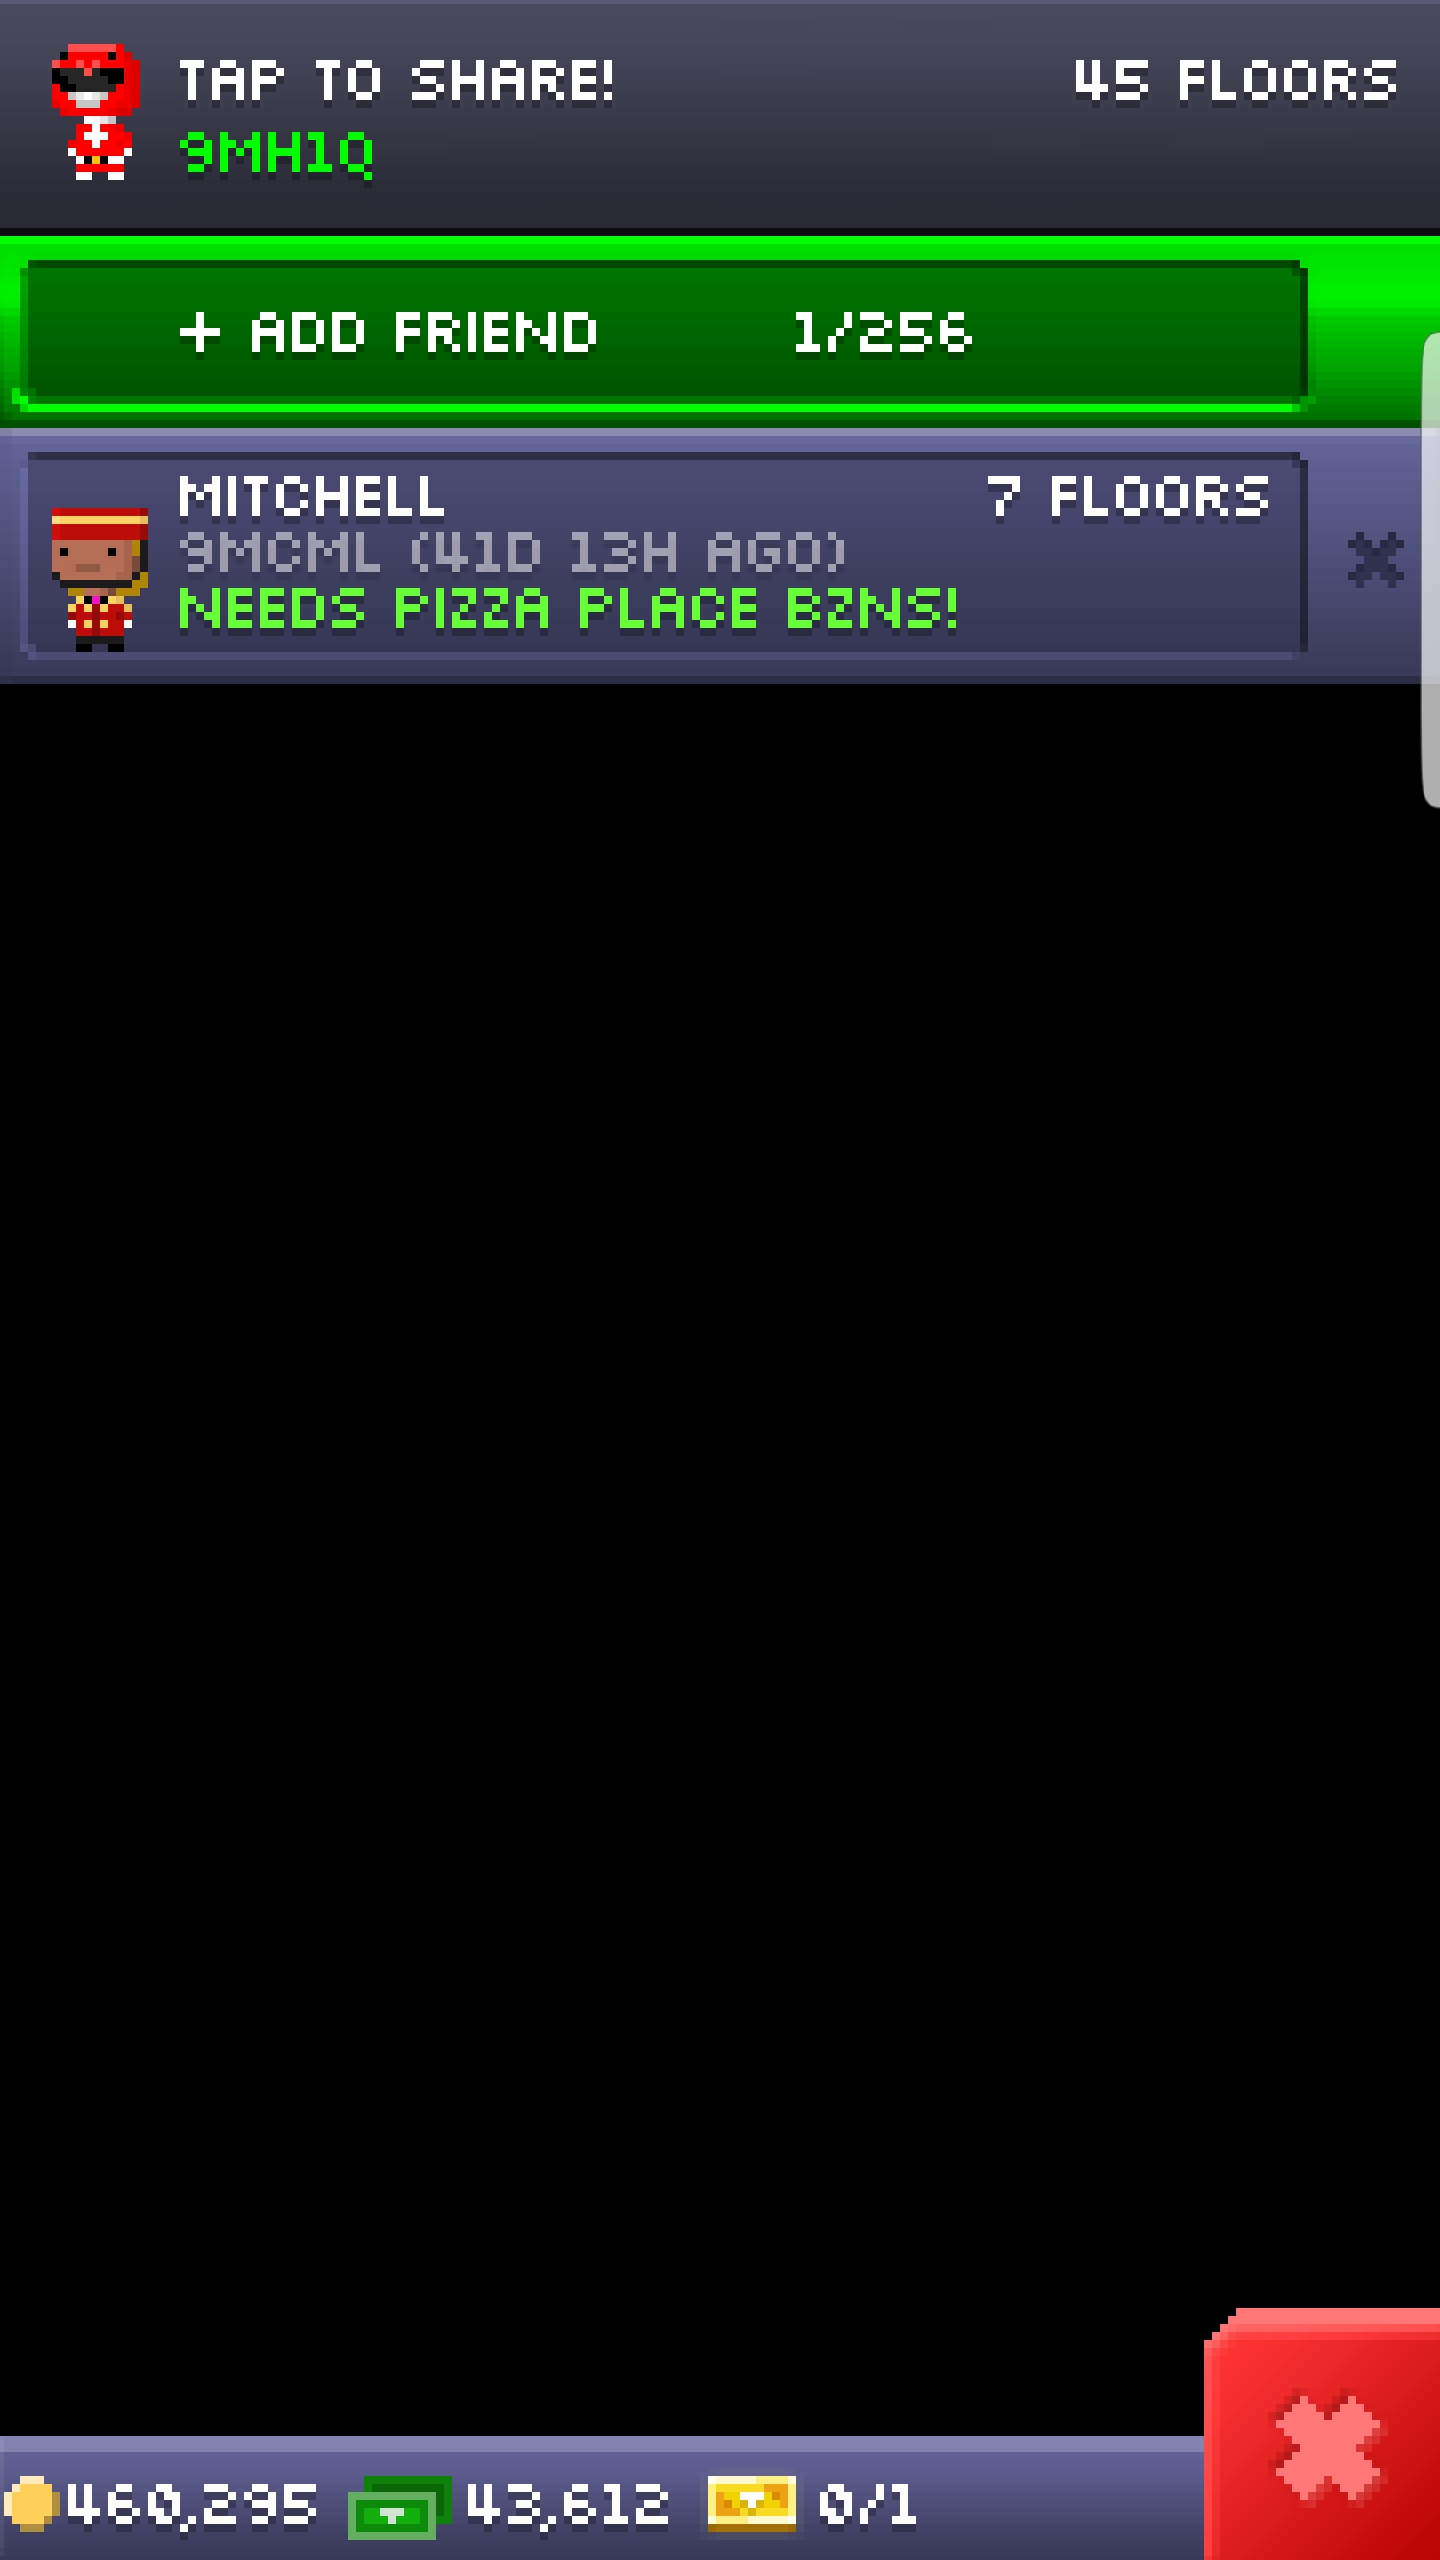 TAP TO SHARE!
45 FLOORS
9MH1Q
+ ADD FRIEND 1/256
MITCHELL 7 FLOORS
9MCML (41D 13H AGO)
NEEDS PIZZA PLACE BZNS!
460,295 43,612 0/1